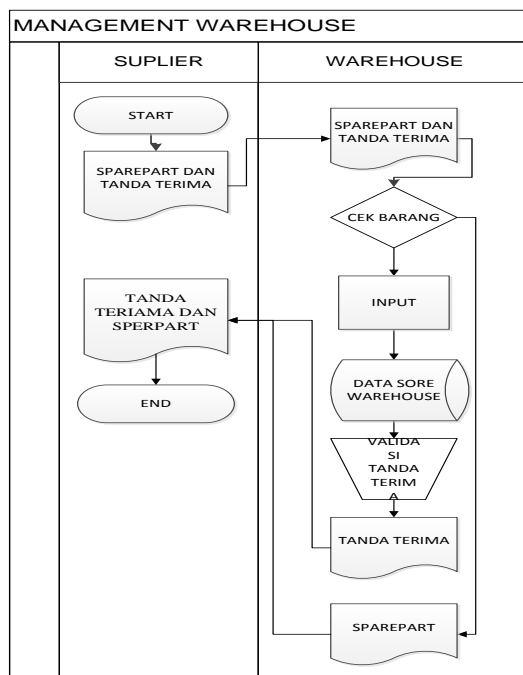 MANAGEMENT WAREHOUSE
SUPLIER
WAREHOUSE
START
SPAREPART DAN
TANDA TERIMA
SPAREPART DAN
TANDA TERIMA
CEK BARANG
INPUT
DATA SORE
WAREHOUSE
VALIDA
SI
TANDA
TERIM
A
TANDA TERIMA
SPAREPART
TANDA
TERIAMA DAN
SPERPART
END